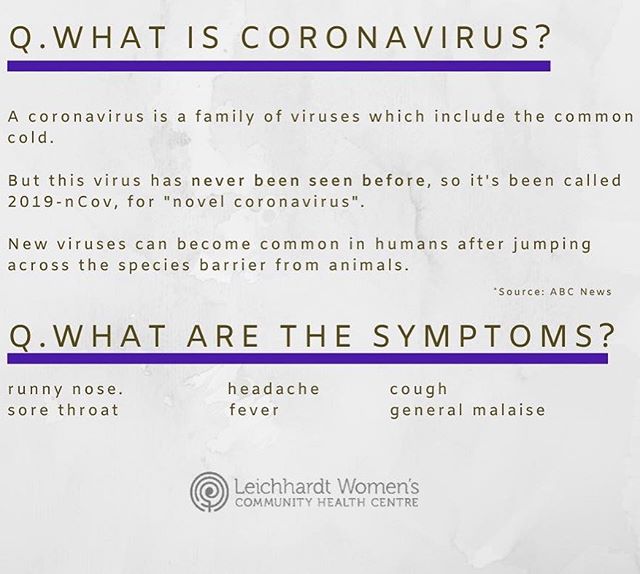 Q.WHAT IS CORONAVIRUS?
A coronavirus is a family of viruses which include the common
cold.
But this virus has never been seen before, so it's been called
2019-nCov, for "novel coronavirus".
New viruses can become common in humans after jumping
across the species barrier from animals.
*Source: ABC News
Q.WHAT ARE THE SYMPTOMS?
runny nose. headache cough
sore throat fever general malaise
Leichhardt Women's
COMMUNITY HEALTH CENTRE